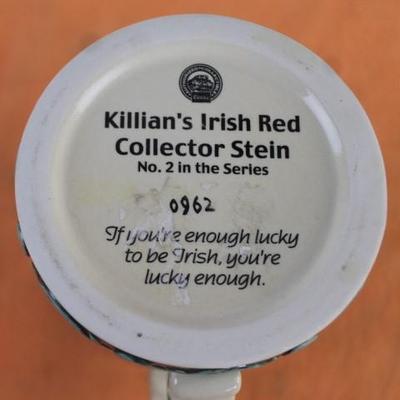 Killian's Irish Red
Collector Stein
No. 2 in the Series
0962
If you're enough lucky
to be Irish, you're
lucky enough.